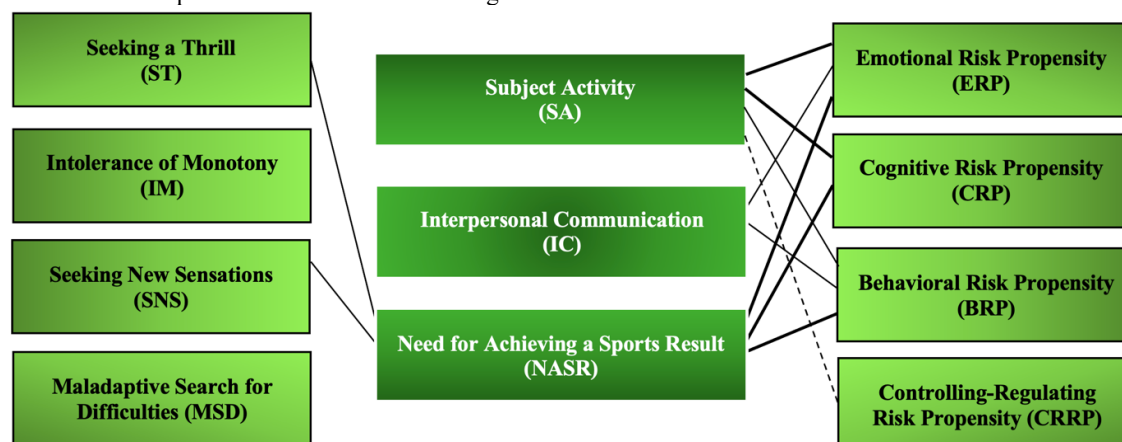 Seeking a Thrill
(ST)
Intolerance of Monotony
(IM)
Seeking New Sensations
(SNS)
Maladaptive Search for
Difficulties (MSD)
Subject Activity
(SA)
Interpersonal Communication
(IC)
Need for Achieving a Sports Result
(NASR)
Emotional Risk Propensity
(ERP)
Cognitive Risk Propensity
(CRP)
Behavioral Risk Propensity
(BRP)
Controlling-Regulating
Risk Propensity (CRRP)